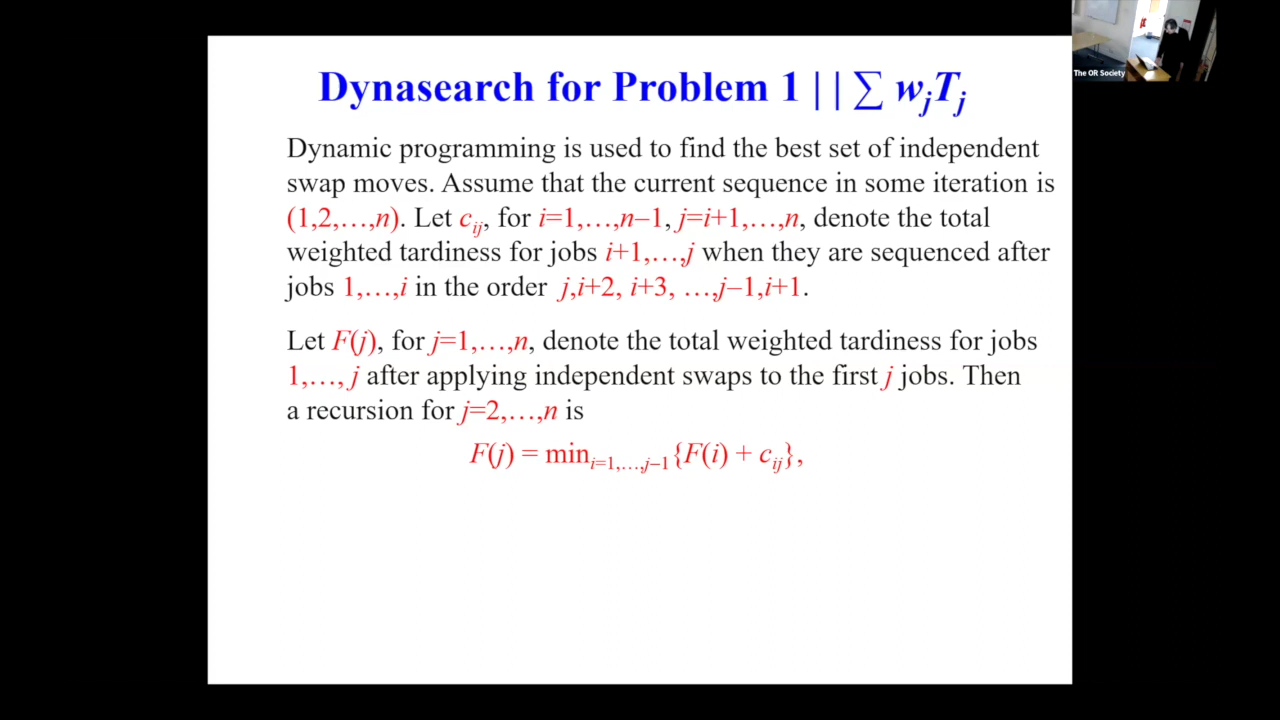 Dynasearch for Problem 1 | | ∑ wjTj
The OR Society
Dynamic programming is used to find the best set of independent
swap moves. Assume that the current sequence in some iteration is
(1,2,…,n). Let cij, for i=1,…,n–1, j=i+1,…,n, denote the total
weighted tardiness for jobs i+1,…,j when they are sequenced after
jobs 1,…,i in the order j,i+2, i+3, …,j–1,i+1.
Let F(j), for j=1,…,n, denote the total weighted tardiness for jobs
1,…, j after applying independent swaps to the first j jobs. Then
a recursion for j=2,…,n is
F(j) = mini=1,…,j–1{F(i) + cij},